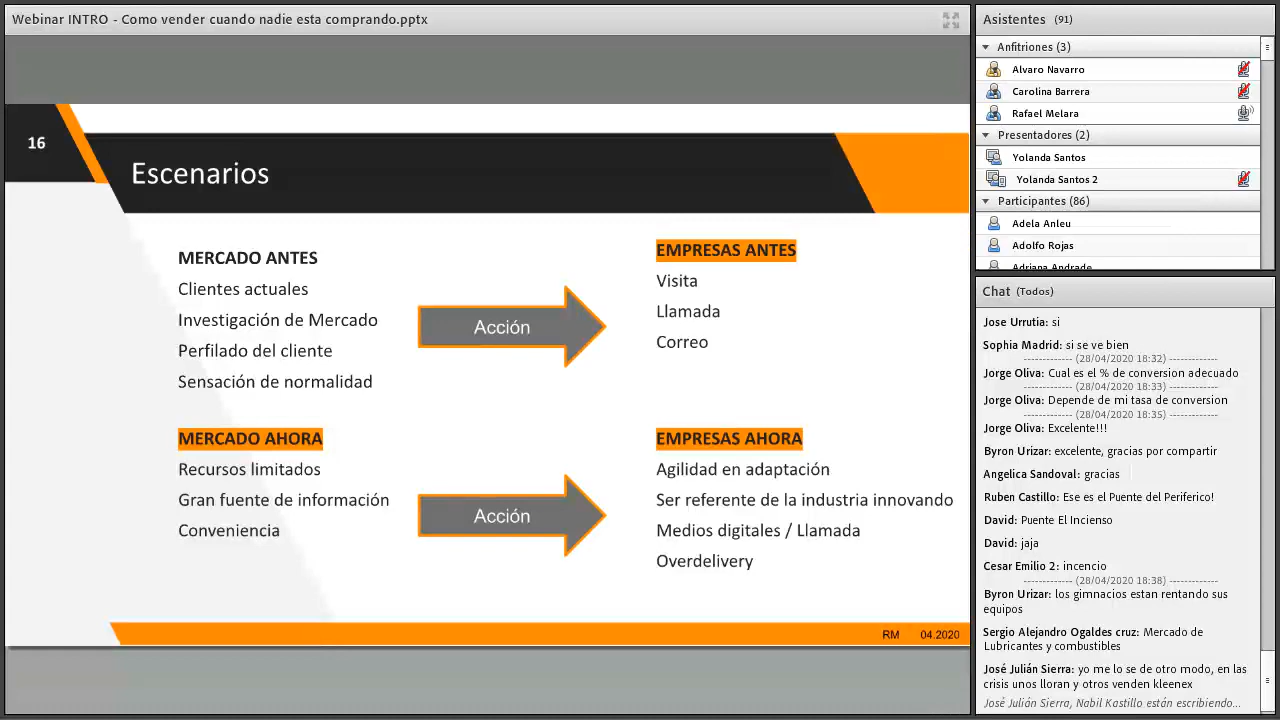 Webinar INTRO - Como vender cuando nadie esta comprando.pptx
16
Escenarios
MERCADO ANTES
Clientes actuales
Investigación de Mercado
Perfilado del cliente
Sensación de normalidad
Acción
EMPRESAS ANTES
Visita
Llamada
Correo
MERCADO AHORA
Recursos limitados
Gran fuente de información
Conveniencia
Acción
EMPRESAS AHORA
Agilidad en adaptación
Ser referente de la industria innovando
Medios digitales / Llamada
Overdelivery
RM 04.2020
Asistentes (91)
Anfitriones (3)
Alvaro Navarro
Carolina Barrera
Rafael Melara
Presentadores (2)
Yolanda Santos
Yolanda Santos 2
Participantes (86)
Adela Anleu
Adolfo Rojas
Adriana Andrade
Chat (Todos)
Jose Urrutia: si
Sophia Madrid: si se ve bien
------------- (28/04/2020 18:32) -------------
Jorge Oliva: Cual es el % de conversion adecuado
------------- (28/04/2020 18:33) -------------
Jorge Oliva: Depende de mi tasa de conversion
------------- (28/04/2020 18:35) -------------
Jorge Oliva: Excelente!!!
Byron Urizar: excelente, gracias por compartir
Angelica Sandoval: gracias
Ruben Castillo: Ese es el Puente del Periferico!
David: Puente El Incienso
David: jaja
Cesar Emilio 2: incencio
------------- (28/04/2020 18:38) -------------
Byron Urizar: los gimnacios estan rentando sus
equipos
Sergio Alejandro Ogaldes cruz: Mercado de
Lubricantes y combustibles
José Julián Sierra: yo me lo se de otro modo, en las
crisis unos lloran y otros venden kleenex
José Julián Sierra, Nabil Kastillo están escribiendo...